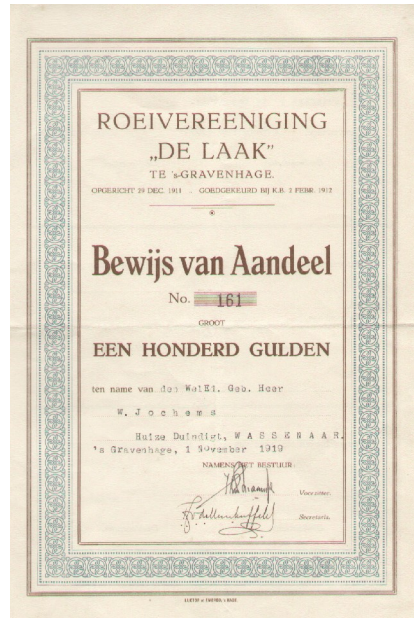 ROEIVEREENIGING
„DE LAAK”
TE 's-GRAVENHAGE.
OPGERICHT 29 DEC. 1911 . GOEDGEKEURD BIJ K.B. 2 FEBR. 1912
Bewijs van Aandeel
No. 161
GROOT
EEN HONDERD GULDEN
ten name van den WelEd. Geb. Heer
W. Jochems
Huize Duindigt, WASSENAAR.
's Gravenhage, 1 November 1919
NAMENS HET BESTUUR:
Voorzitter.
Secretaris.